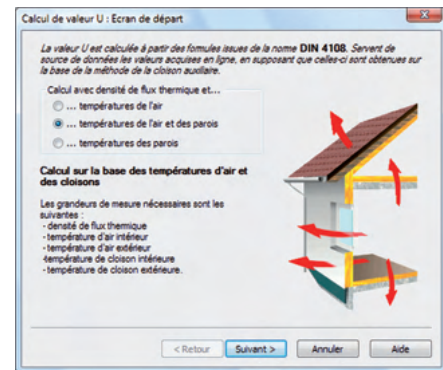 Calcul de valeur U : Ecran de départ
La valeur U est calculée à partir des formules issues de la norme DIN 4108. Servent de
source de données les valeurs acquises en ligne, en supposant que celles-ci sont obtenues sur
la base de la méthode de la cloison auxiliaire.
Calcul avec densité de flux thermique et...
... températures de l'air
... températures de l'air et des parois
... températures des parois
Calcul sur la base des températures d'air et
des cloisons
Les grandeurs de mesure nécessaires sont les
suivantes :
- densité de flux thermique
- température d'air intérieur
- température d'air extérieur
-température de cloison intérieure
- température de cloison extérieure.
< Retour
Suivant >
Annuler
Aide